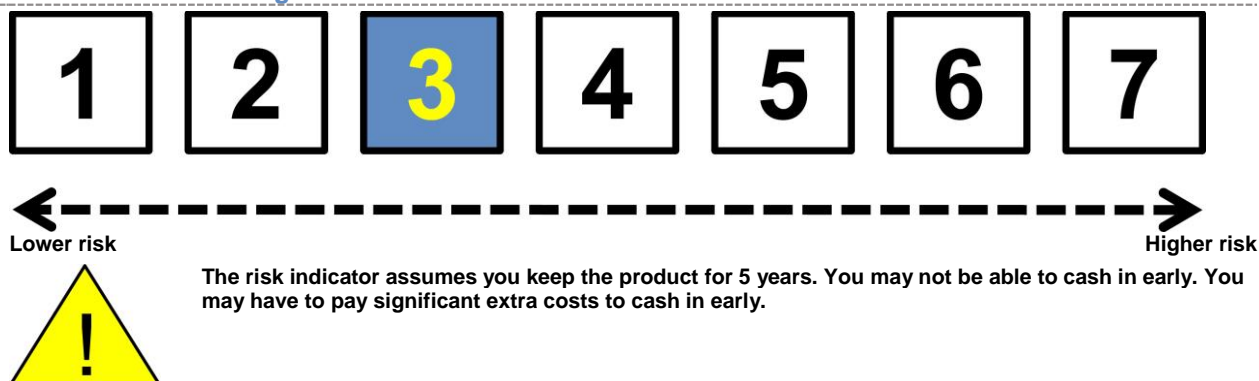 1 2 3 4 5 6 7
Lower risk Higher risk
The risk indicator assumes you keep the product for 5 years. You may not be able to cash in early. You
may have to pay significant extra costs to cash in early.
!